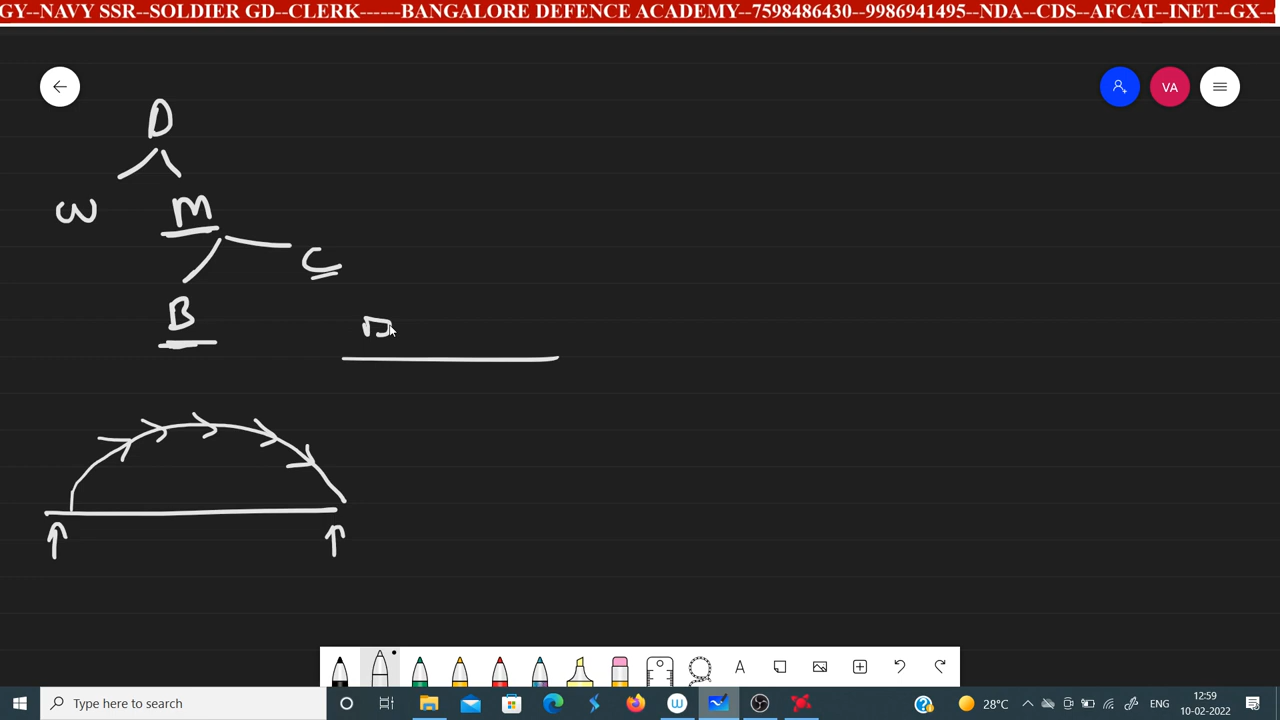 GY--NAVY SSR--SOLDIER GD--CLERK------BANGALORE DEFENCE ACADEMY--7598486430--9986941495--NDA--CDS--AFCAT--INET--GX--
VA
D
W M
C
B
A
Type here to search
28°C
ENG
12:59
10-02-2022